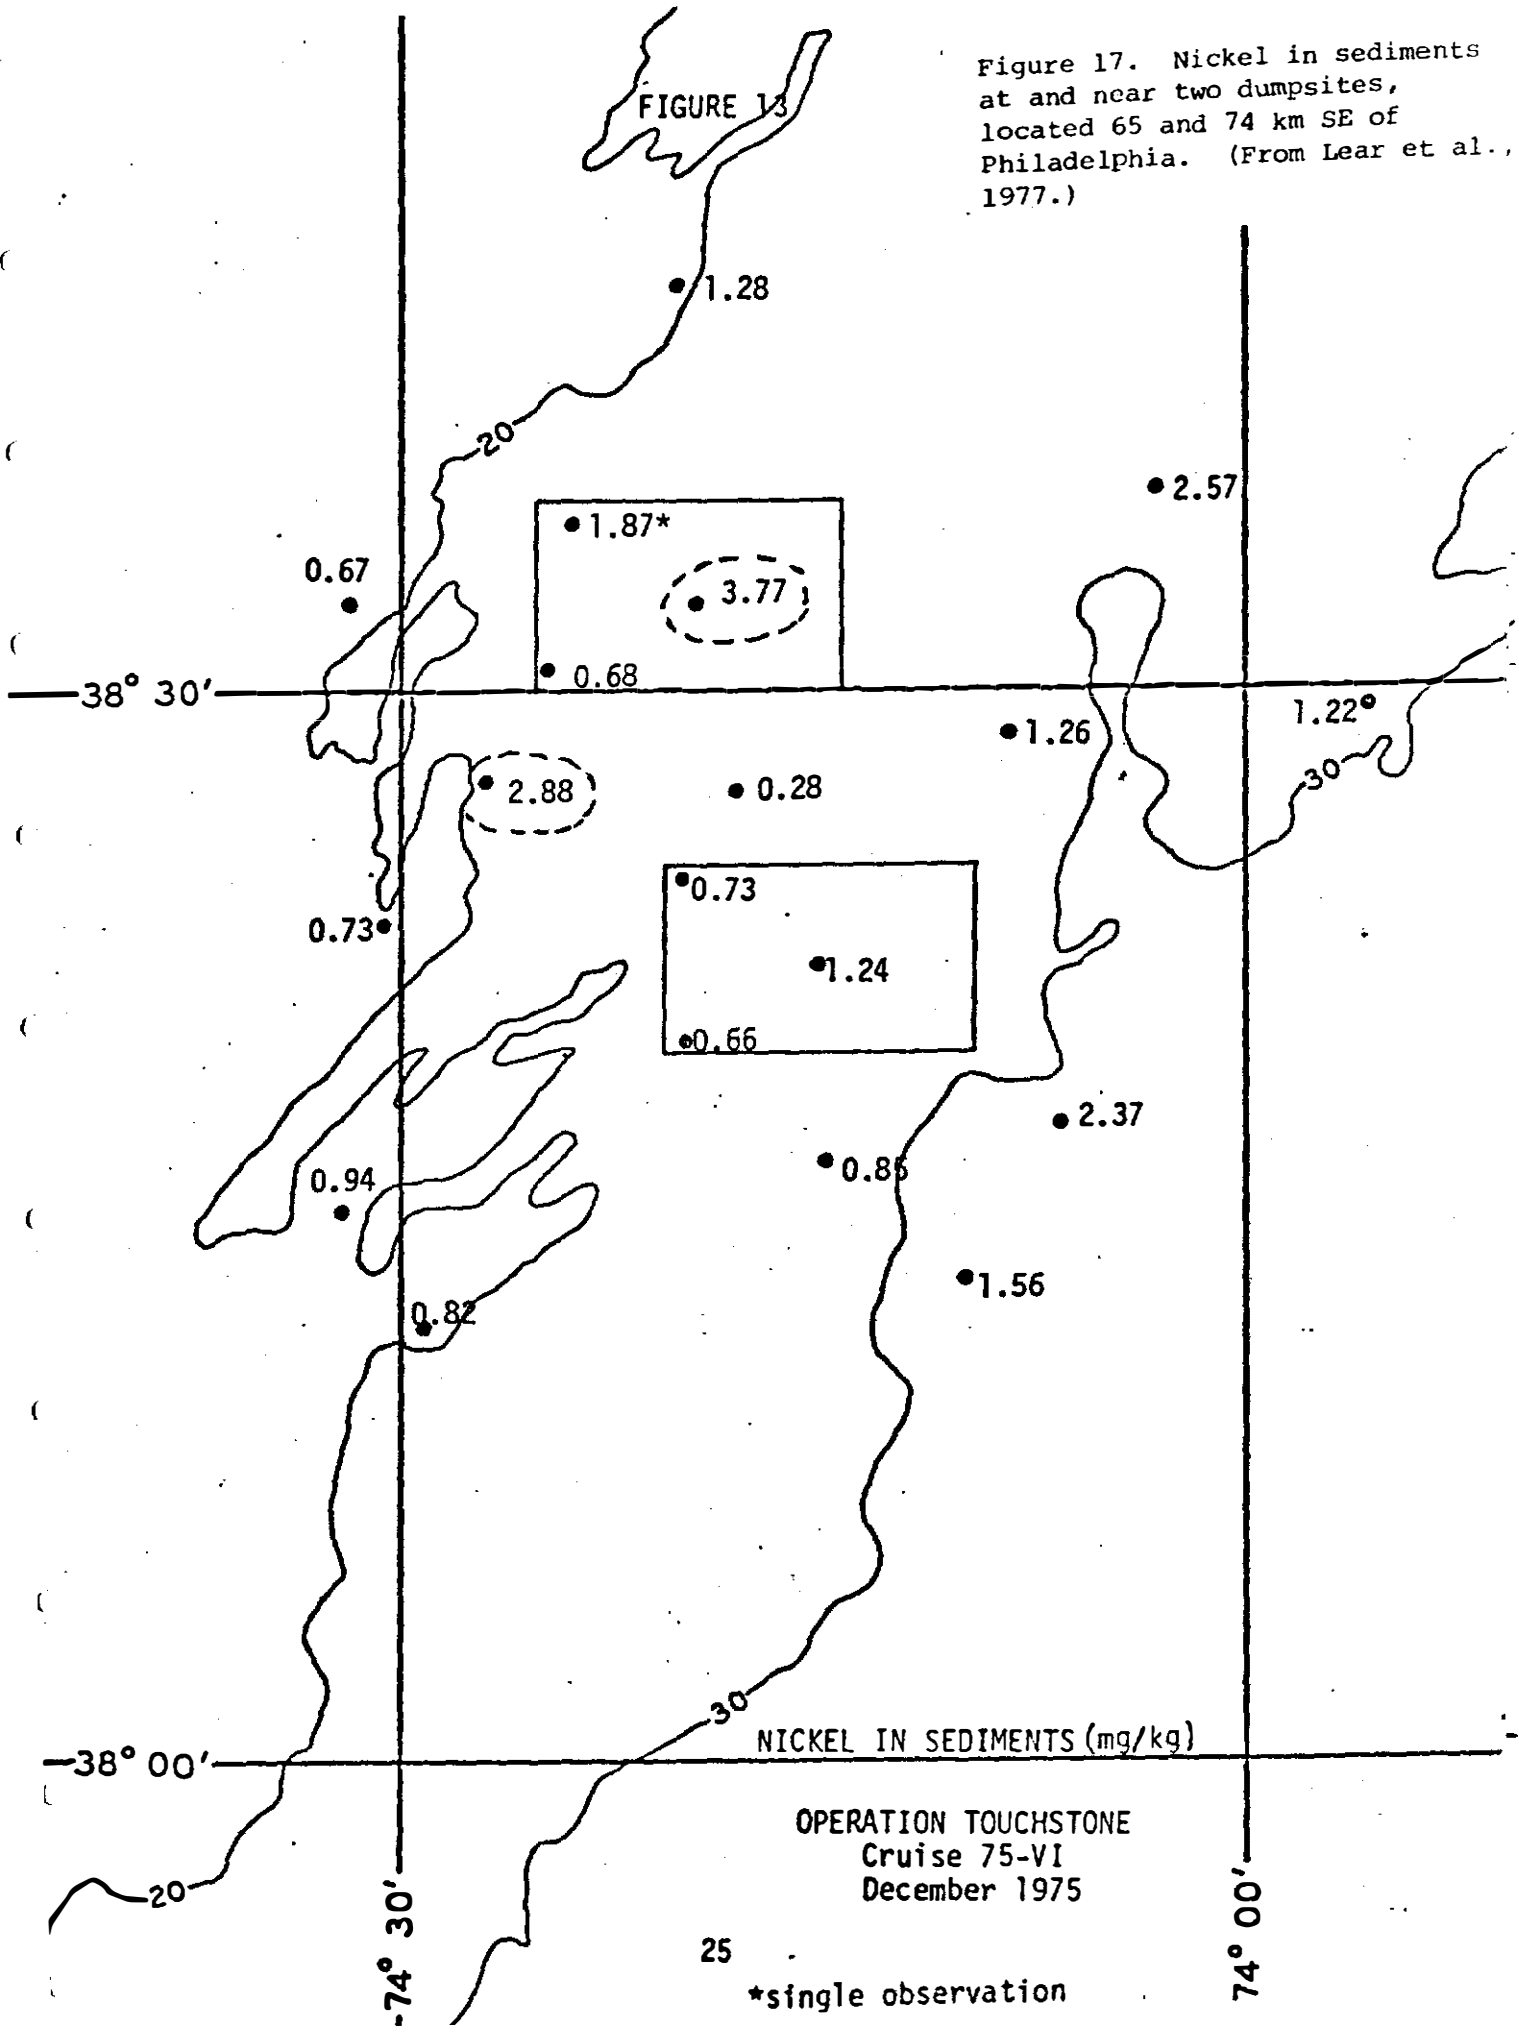 Figure 17. Nickel in sediments
at and near two dumpsites,
located 65 and 74 km SE of
Philadelphia. (From Lear et al.,
1977.)
FIGURE 13
1.28
20
2.57
1.87*
0.67
3.77
0.68
38° 30'
1.22
1.26
30
2.88
0.28
0.73
0.73
1.24
0.66
2.37
0.85
0.94
1.56
0.82
30
NICKEL IN SEDIMENTS (mg/kg)
38° 00'
OPERATION TOUCHSTONE
Cruise 75-VI
December 1975
20
74° 30'
74° 00'
25
*single observation